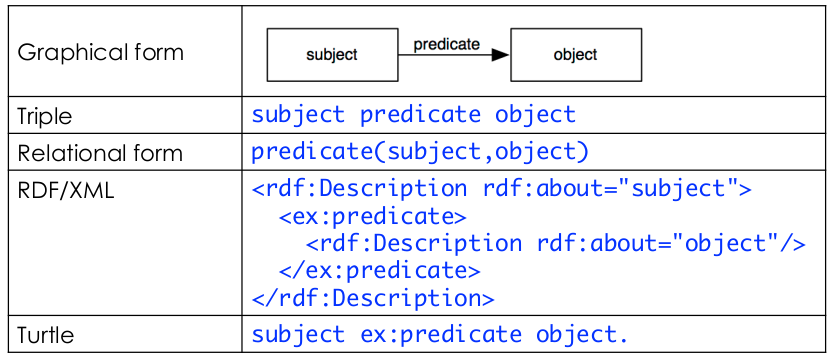 Graphical form
subject
predicate
object
Triple
subject predicate object
Relational form
predicate(subject,object)
RDF/XML
<rdf:Description rdf:about="subject">
  <ex:predicate>
    <rdf:Description rdf:about="object"/>
  </ex:predicate>
</rdf:Description>
Turtle
subject ex:predicate object.